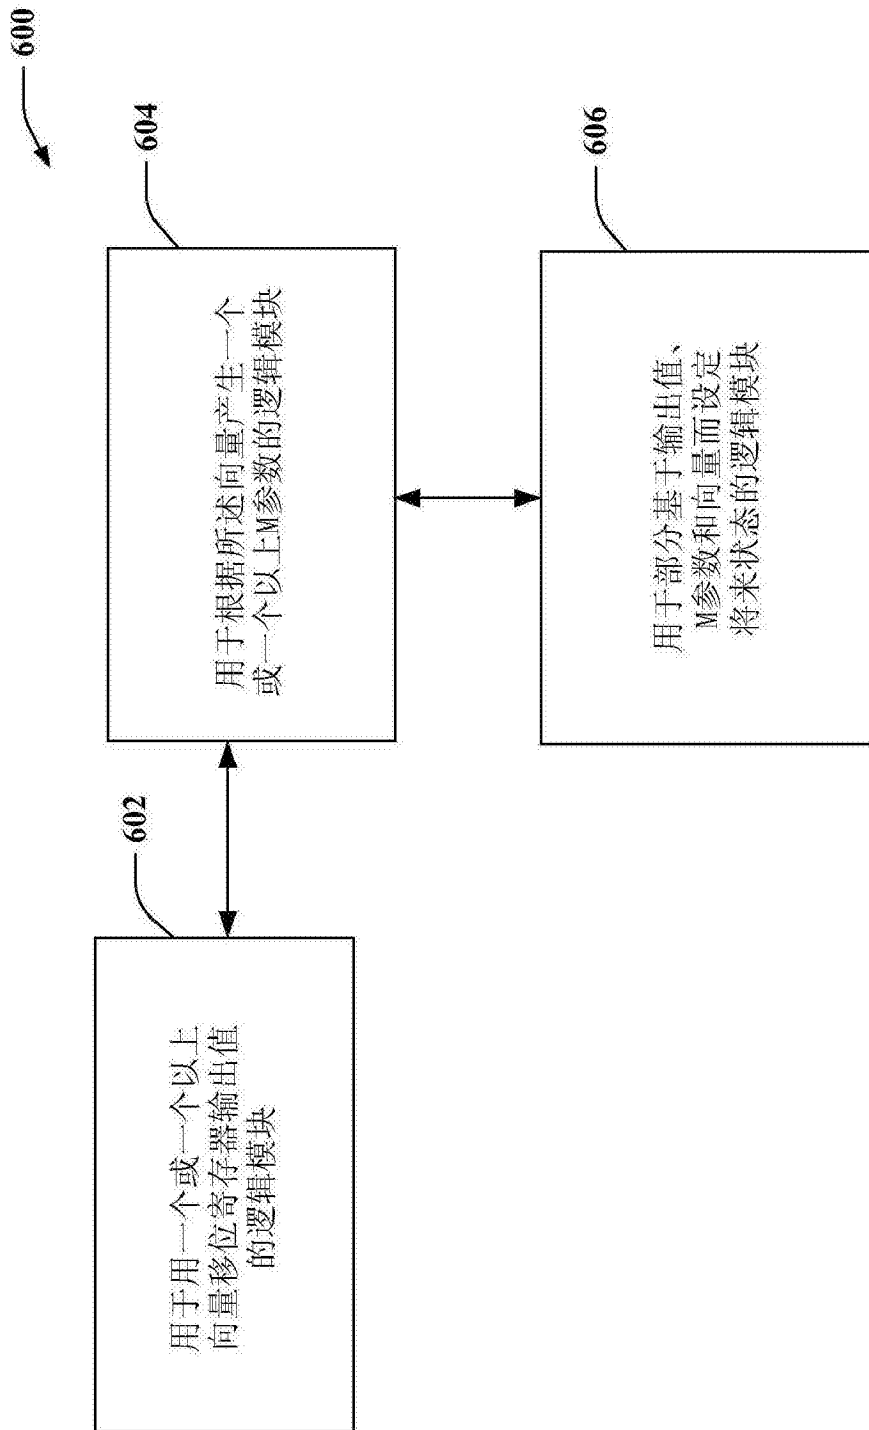 600
602
用于用一个或一个以上
向量移位寄存器输出值
的逻辑模块
604
用于根据所述向量产生一个
或一个以上M参数的逻辑模块
606
用于部分基于输出值、
M参数和向量而设定
将来状态的逻辑模块